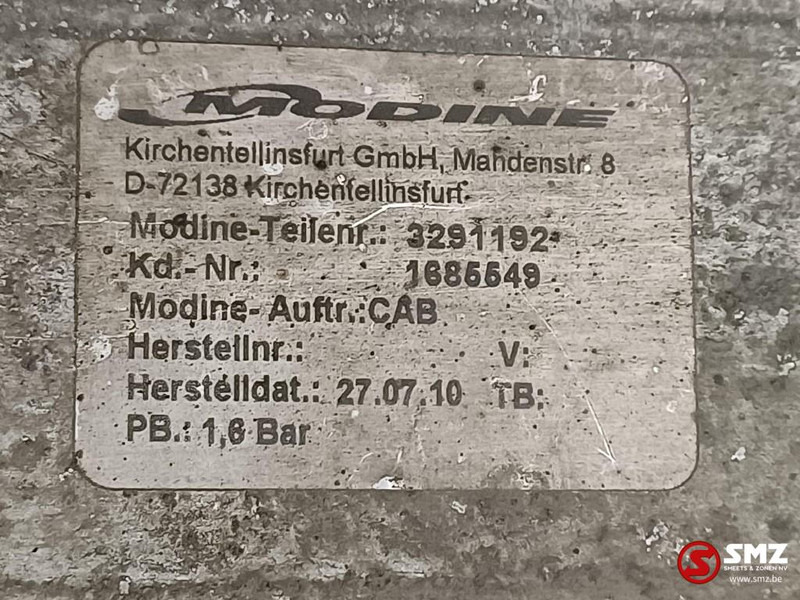 MODINE
Kirchentellinsfurt GmbH, Mahdenstr. 8
D-72138 Kirchentellinsfurt
Modine-Teilenr.: 3291192
Kd.-Nr.: 1685549
Modine- Auftr.:CAB
Herstellnr.: V:
Herstelldat.: 27.07.10 TB:
PB.: 1,6 Bar
SMZ
SMEETS & ZONEN NV
www.smz.be